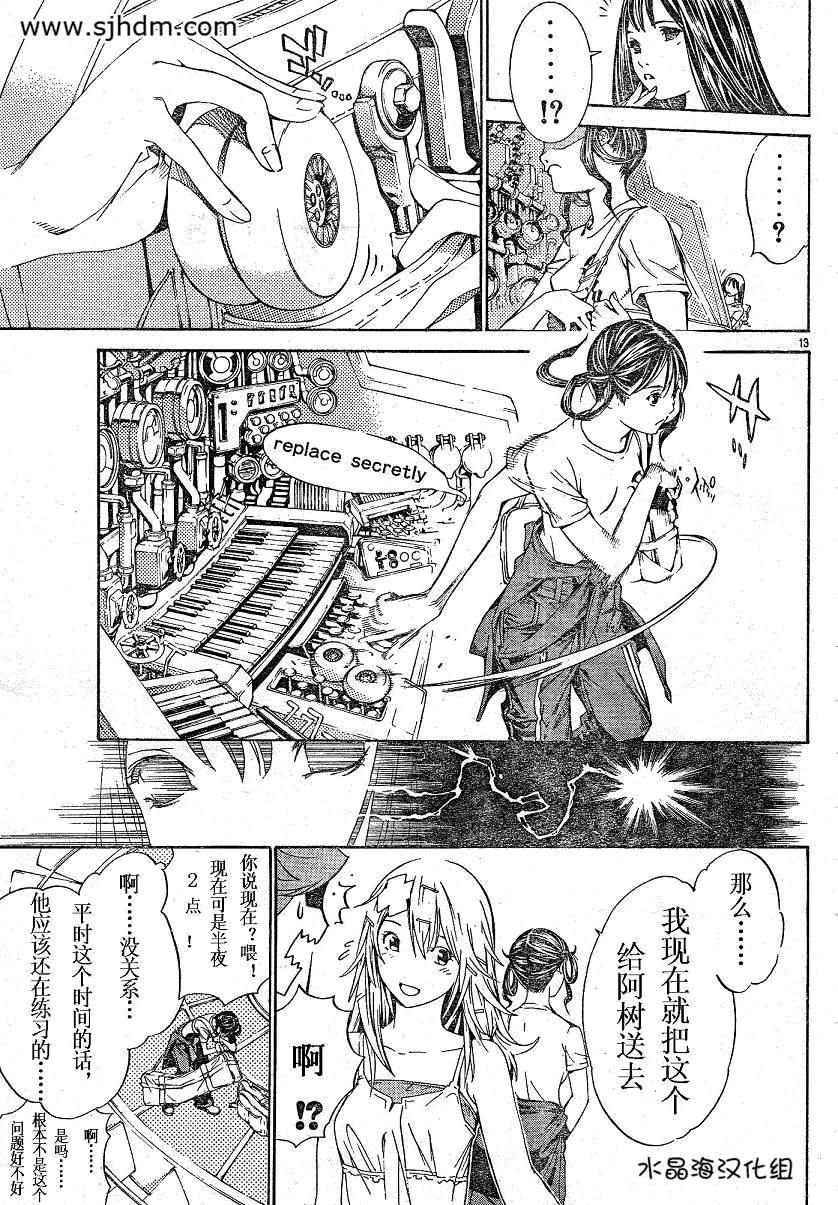 www.sjhdm.com
……
!?
……?
13
replace secretly
那么……
我现在就把这个
给阿树送去
啊
!?
你说现在?喂!
现在可是半夜
2点!
啊……没关系…
平时这个时间的话,
他应该还在练习的……
啊……
是吗……
根本不是这个
问题好不好
水晶海汉化组